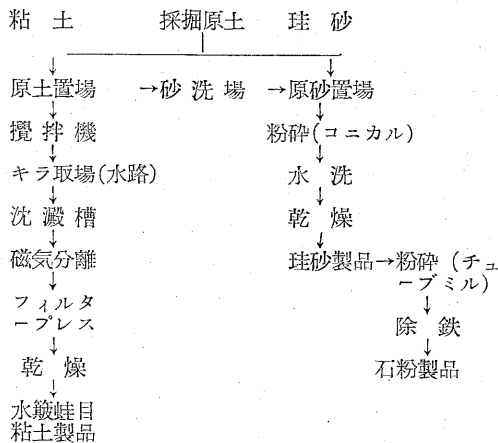 粘土　採掘原土　珪砂
原土置場　→砂洗場　→原砂置場
攪拌機　粉砕(コニカル)
キラ取場(水路)　水洗
沈澱槽　乾燥
磁気分離　珪砂製品→粉砕(チュ
ーブミル)
フィルタ
ープレス　除鉄
乾燥　石粉製品
水簸蛙目
粘土製品